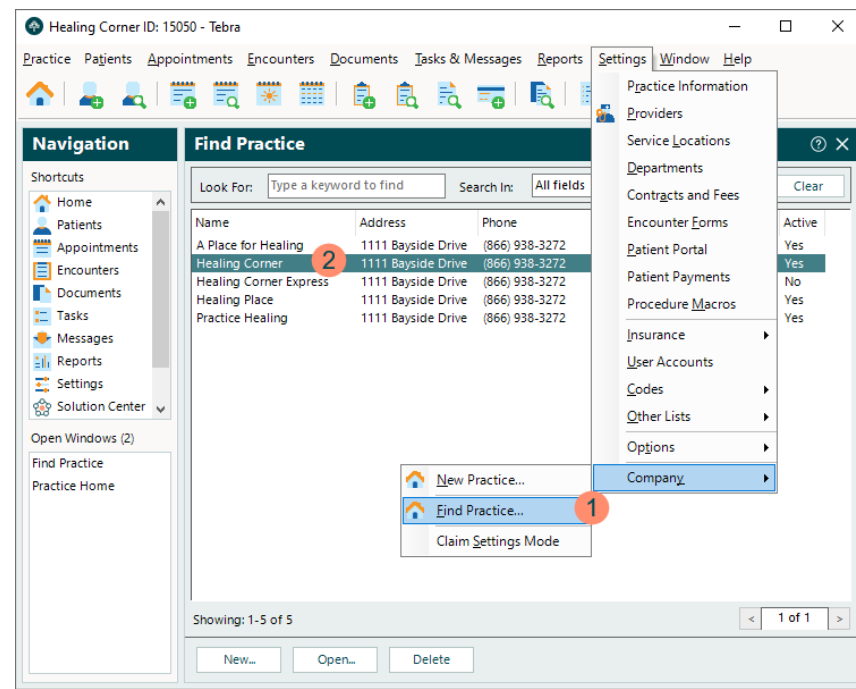 Healing Corner ID: 15050 - Tebra
Practice Patients Appointments Encounters Documents Tasks & Messages Reports Settings Window Help
Navigation
Shortcuts
Home
Patients
Appointments
Encounters
Documents
Tasks
Messages
Reports
Settings
Solution Center
Open Windows (2)
Find Practice
Practice Home
Find Practice
Look For: Type a keyword to find Search In: All fields Clear
Name Address Phone Active
A Place for Healing 1111 Bayside Drive (866) 938-3272 Yes
Healing Corner 2 1111 Bayside Drive (866) 938-3272 Yes
Healing Corner Express 1111 Bayside Drive (866) 938-3272 No
Healing Place 1111 Bayside Drive (866) 938-3272 Yes
Practice Healing 1111 Bayside Drive (866) 938-3272 Yes
Practice Information
Providers
Service Locations
Departments
Contracts and Fees
Encounter Forms
Patient Portal
Patient Payments
Procedure Macros
Insurance
User Accounts
Codes
Other Lists
Options
Company
New Practice...
Find Practice... 1
Claim Settings Mode
Showing: 1-5 of 5
< 1 of 1 >
New... Open... Delete